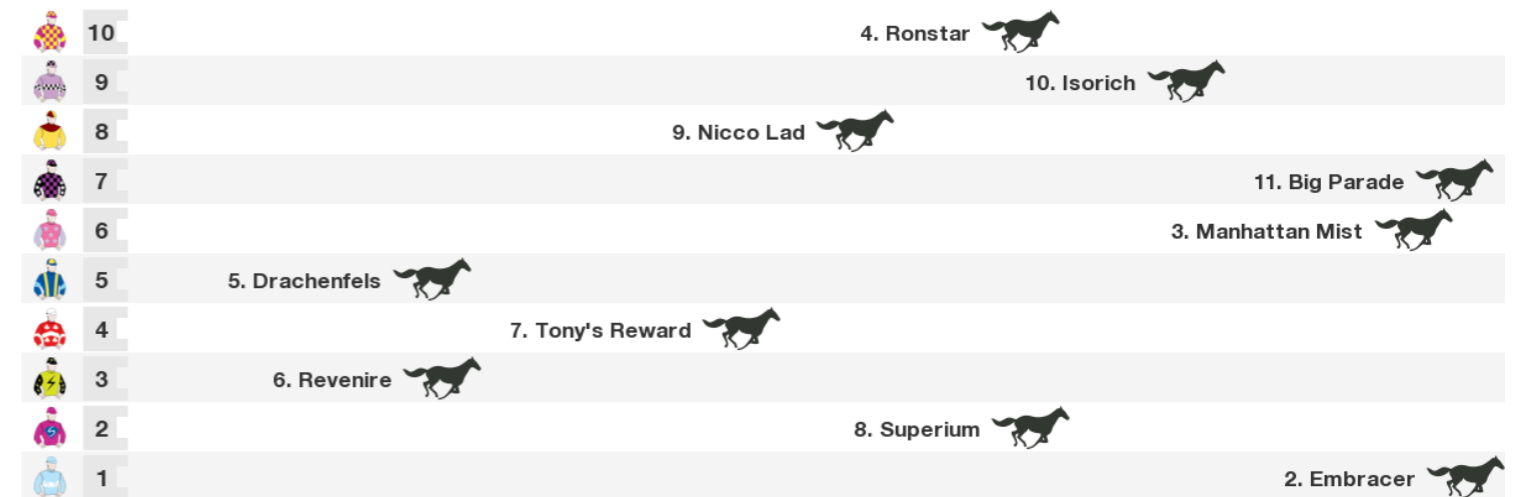 10 4. Ronstar
9 10. Isorich
8 9. Nicco Lad
7 11. Big Parade
6 3. Manhattan Mist
5 5. Drachenfels
4 7. Tony's Reward
3 6. Revenire
2 8. Superium
1 2. Embracer